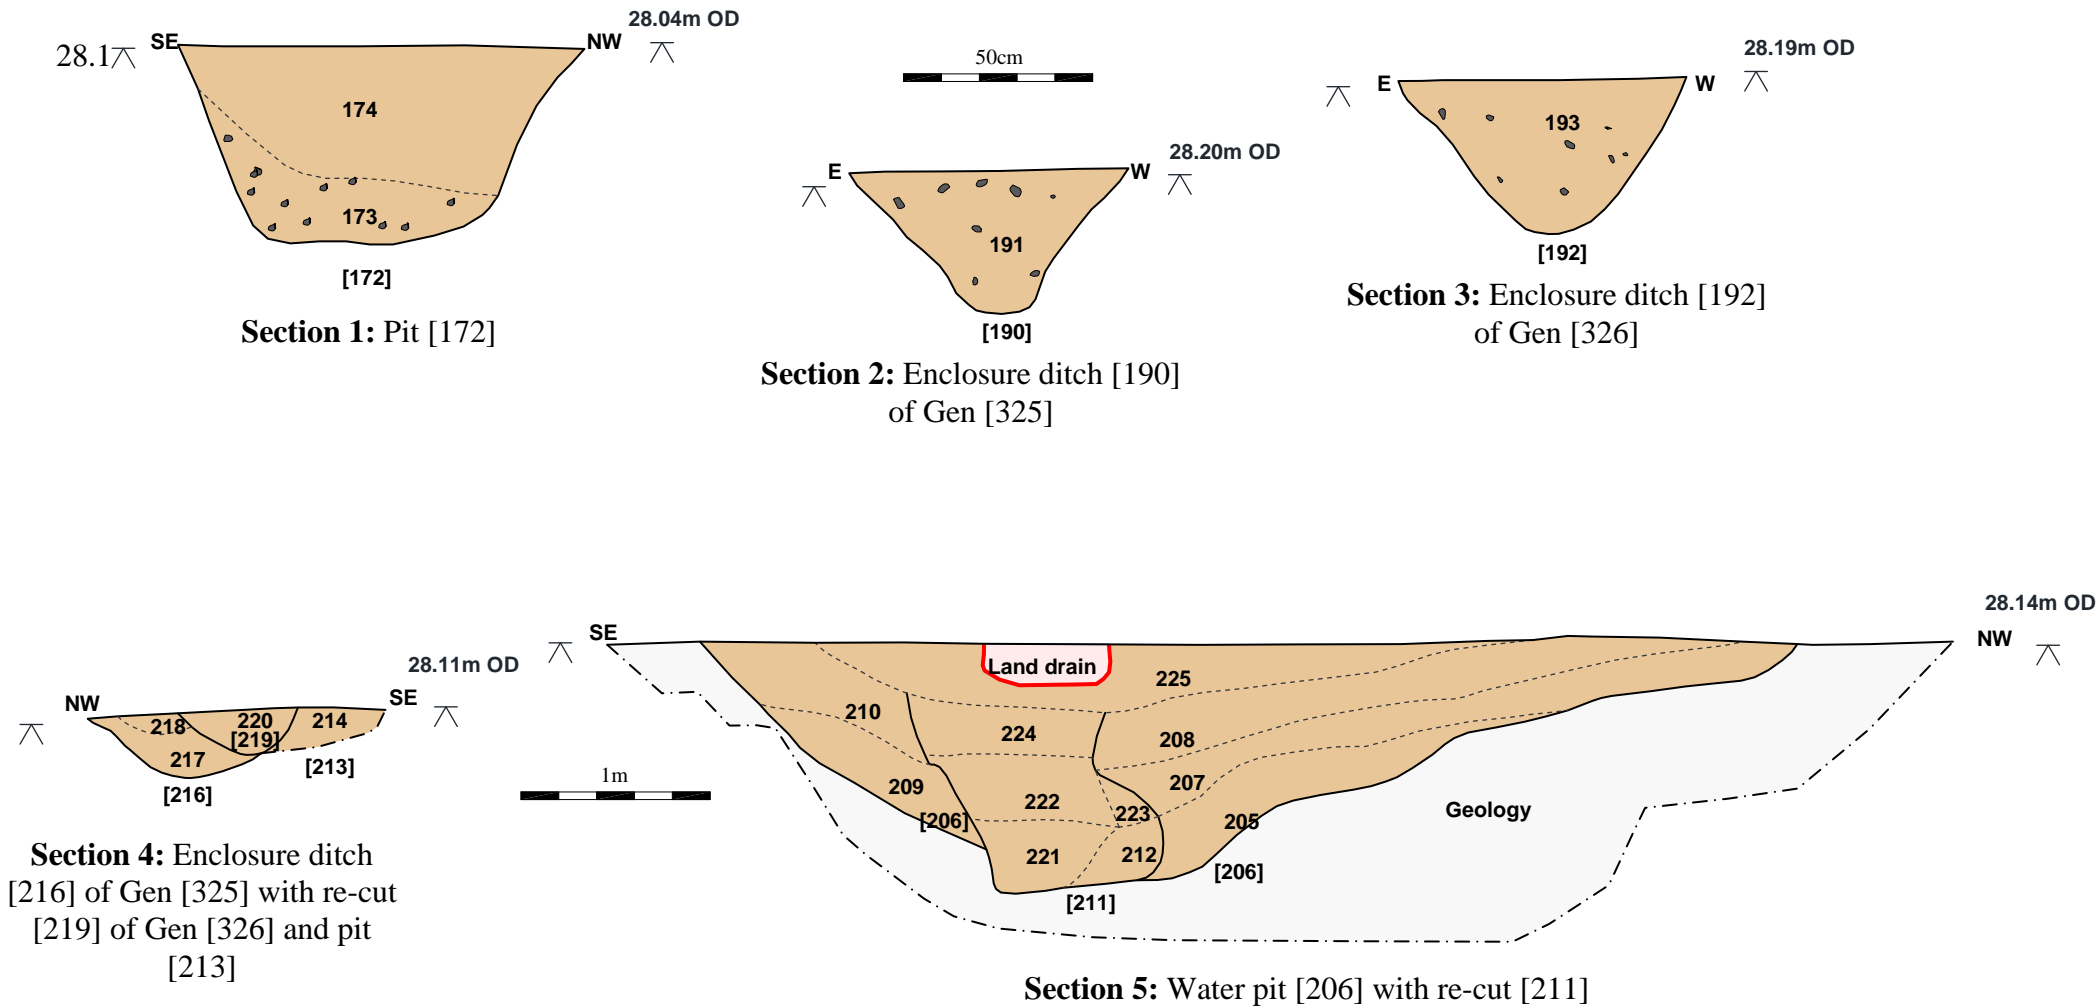 28.04m OD
28.1
SE
NW
174
173
[172]
Section 1: Pit [172]
50cm
28.20m OD
E
W
191
[190]
Section 2: Enclosure ditch [190]
of Gen [325]
28.19m OD
E
W
193
[192]
Section 3: Enclosure ditch [192]
of Gen [326]
28.11m OD
NW
SE
218
220
214
[219]
217
[213]
[216]
Section 4: Enclosure ditch
[216] of Gen [325] with re-cut
[219] of Gen [326] and pit
[213]
1m
28.14m OD
SE
NW
Land drain
225
210
224
208
207
209
222
223
[206]
205
Geology
221
212
[206]
[211]
Section 5: Water pit [206] with re-cut [211]